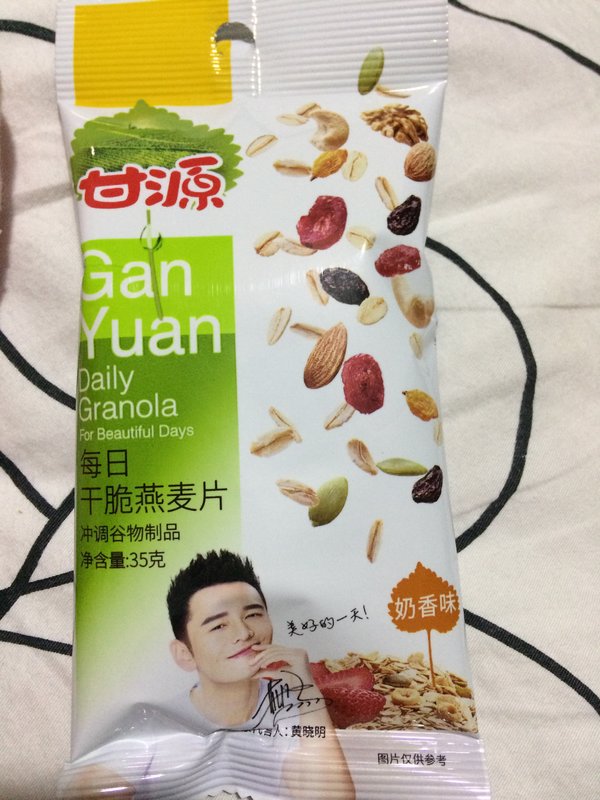 甘源
Gan
Yuan
Daily
Granola
For Beautiful Days
每日
干脆燕麦片
冲调谷物制品
净含量:35克
奶香味
美好的一天!
言人: 黄晓明
图片仅供参考